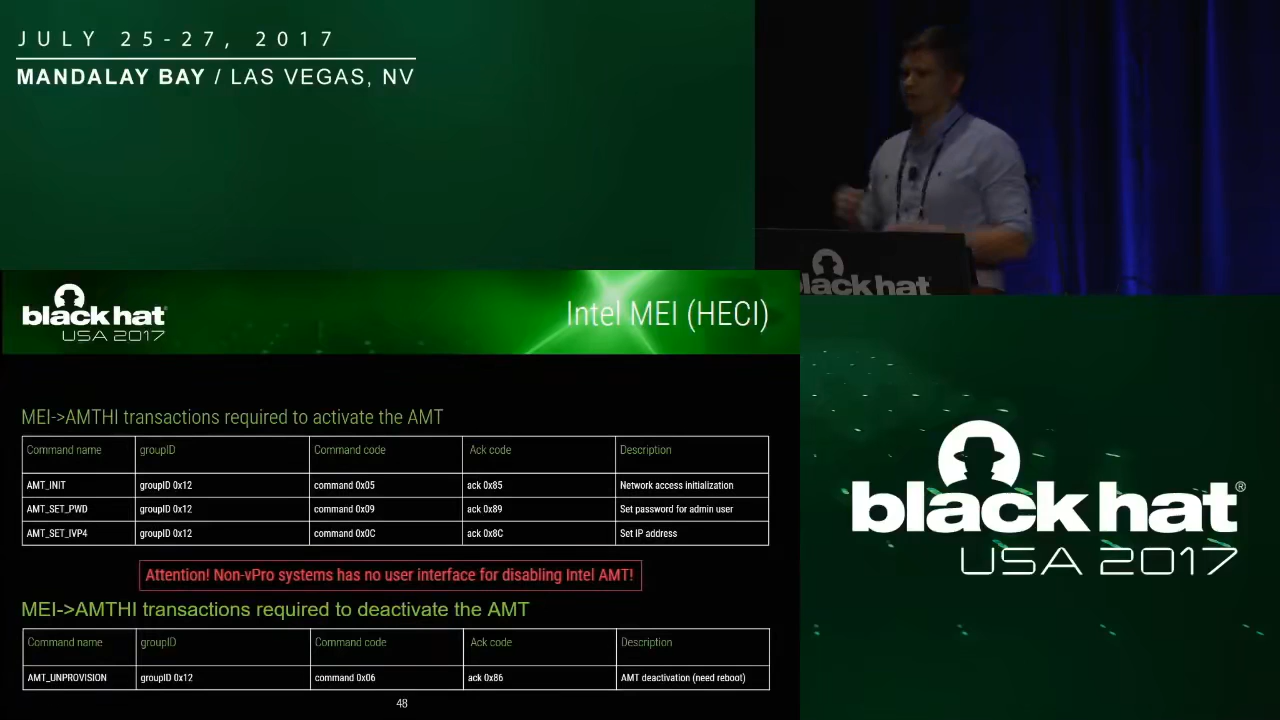 JULY 25-27, 2017
MANDALAY BAY / LAS VEGAS, NV
black hat
black hat®
USA 2017
Intel MEI (HECI)
MEI->AMTHI transactions required to activate the AMT
Command name groupID Command code Ack code Description
AMT_INIT groupID 0x12 command 0x05 ack 0x85 Network access initialization
AMT_SET_PWD groupID 0x12 command 0x09 ack 0x89 Set password for admin user
AMT_SET_IVP4 groupID 0x12 command 0x0C ack 0x8C Set IP address
Attention! Non-vPro systems has no user interface for disabling Intel AMT!
MEI->AMTHI transactions required to deactivate the AMT
Command name groupID Command code Ack code Description
AMT_UNPROVISION groupID 0x12 command 0x06 ack 0x86 AMT deactivation (need reboot)
48
black hat®
USA 2017